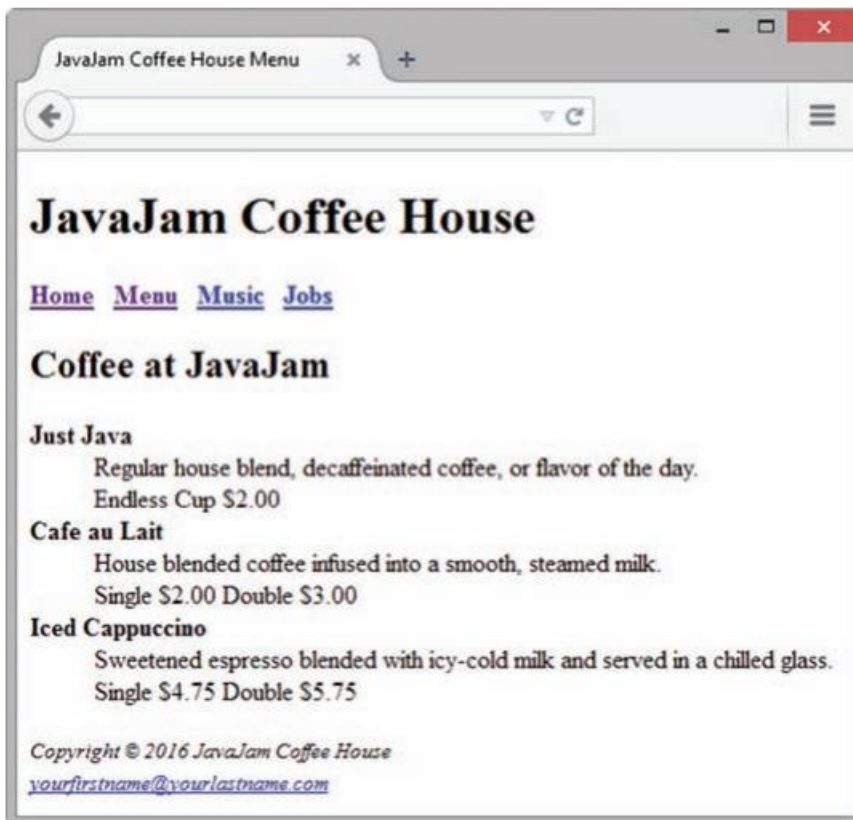 JavaJam Coffee House Menu
JavaJam Coffee House
Home Menu Music Jobs
Coffee at JavaJam
Just Java
Regular house blend, decaffeinated coffee, or flavor of the day.
Endless Cup $2.00
Cafe au Lait
House blended coffee infused into a smooth, steamed milk.
Single $2.00 Double $3.00
Iced Cappuccino
Sweetened espresso blended with icy-cold milk and served in a chilled glass.
Single $4.75 Double $5.75
Copyright © 2016 JavaJam Coffee House
yourfirstname@yourlastname.com